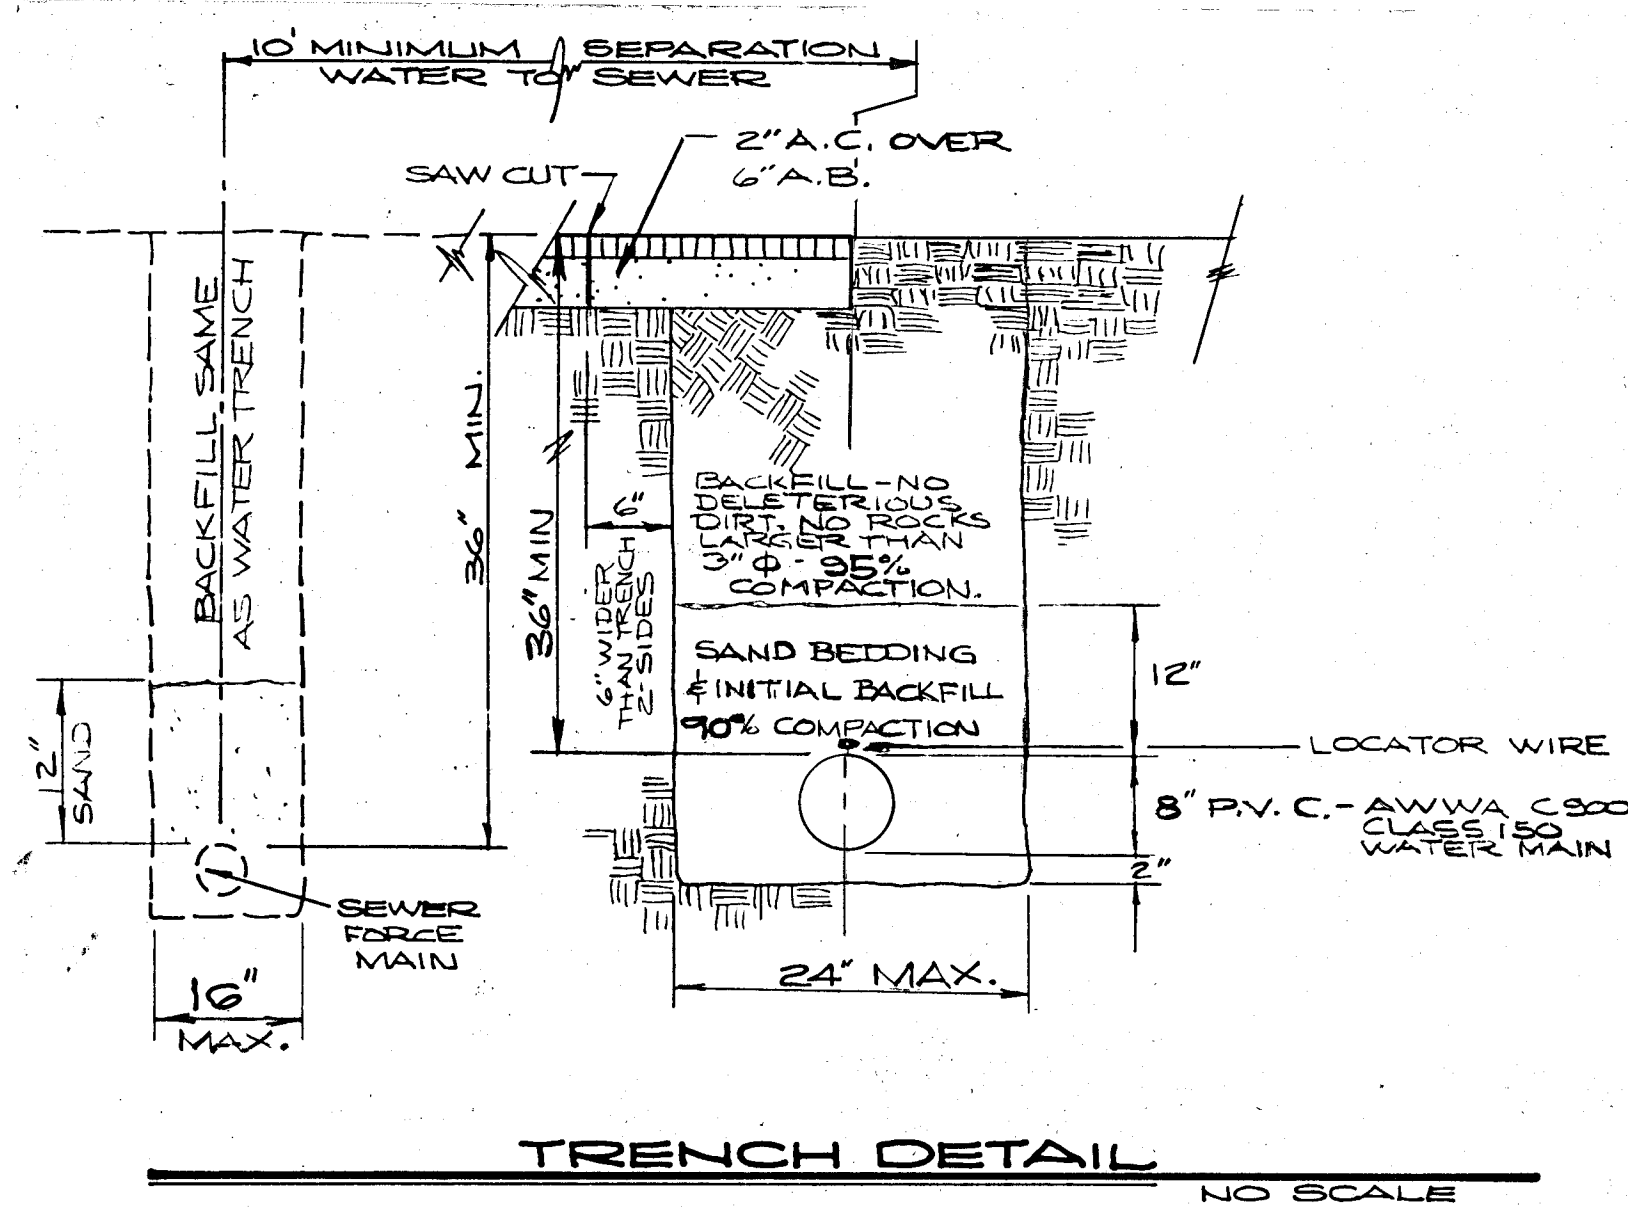 10' MINIMUM SEPARATION
WATER TO SEWER
2" A.C. OVER
6" A.B.
SAW CUT
BACKFILL SAME
AS WATER TRENCH
36" MIN.
36" MIN
6"
6" WIDER
THAN TRENCH
2-SIDES
BACKFILL-NO
DELETERIOUS
DIRT. NO ROCKS
LARGER THAN
3" Φ - 95%
COMPACTION.
SAND BEDDING
& INITIAL BACKFILL
90% COMPACTION
12"
12"
SAND
LOCATOR WIRE
8" P.V.C. - AWWA C900
CLASS 150
WATER MAIN
2"
SEWER
FORCE
MAIN
24" MAX.
16"
MAX.
TRENCH DETAIL
NO SCALE